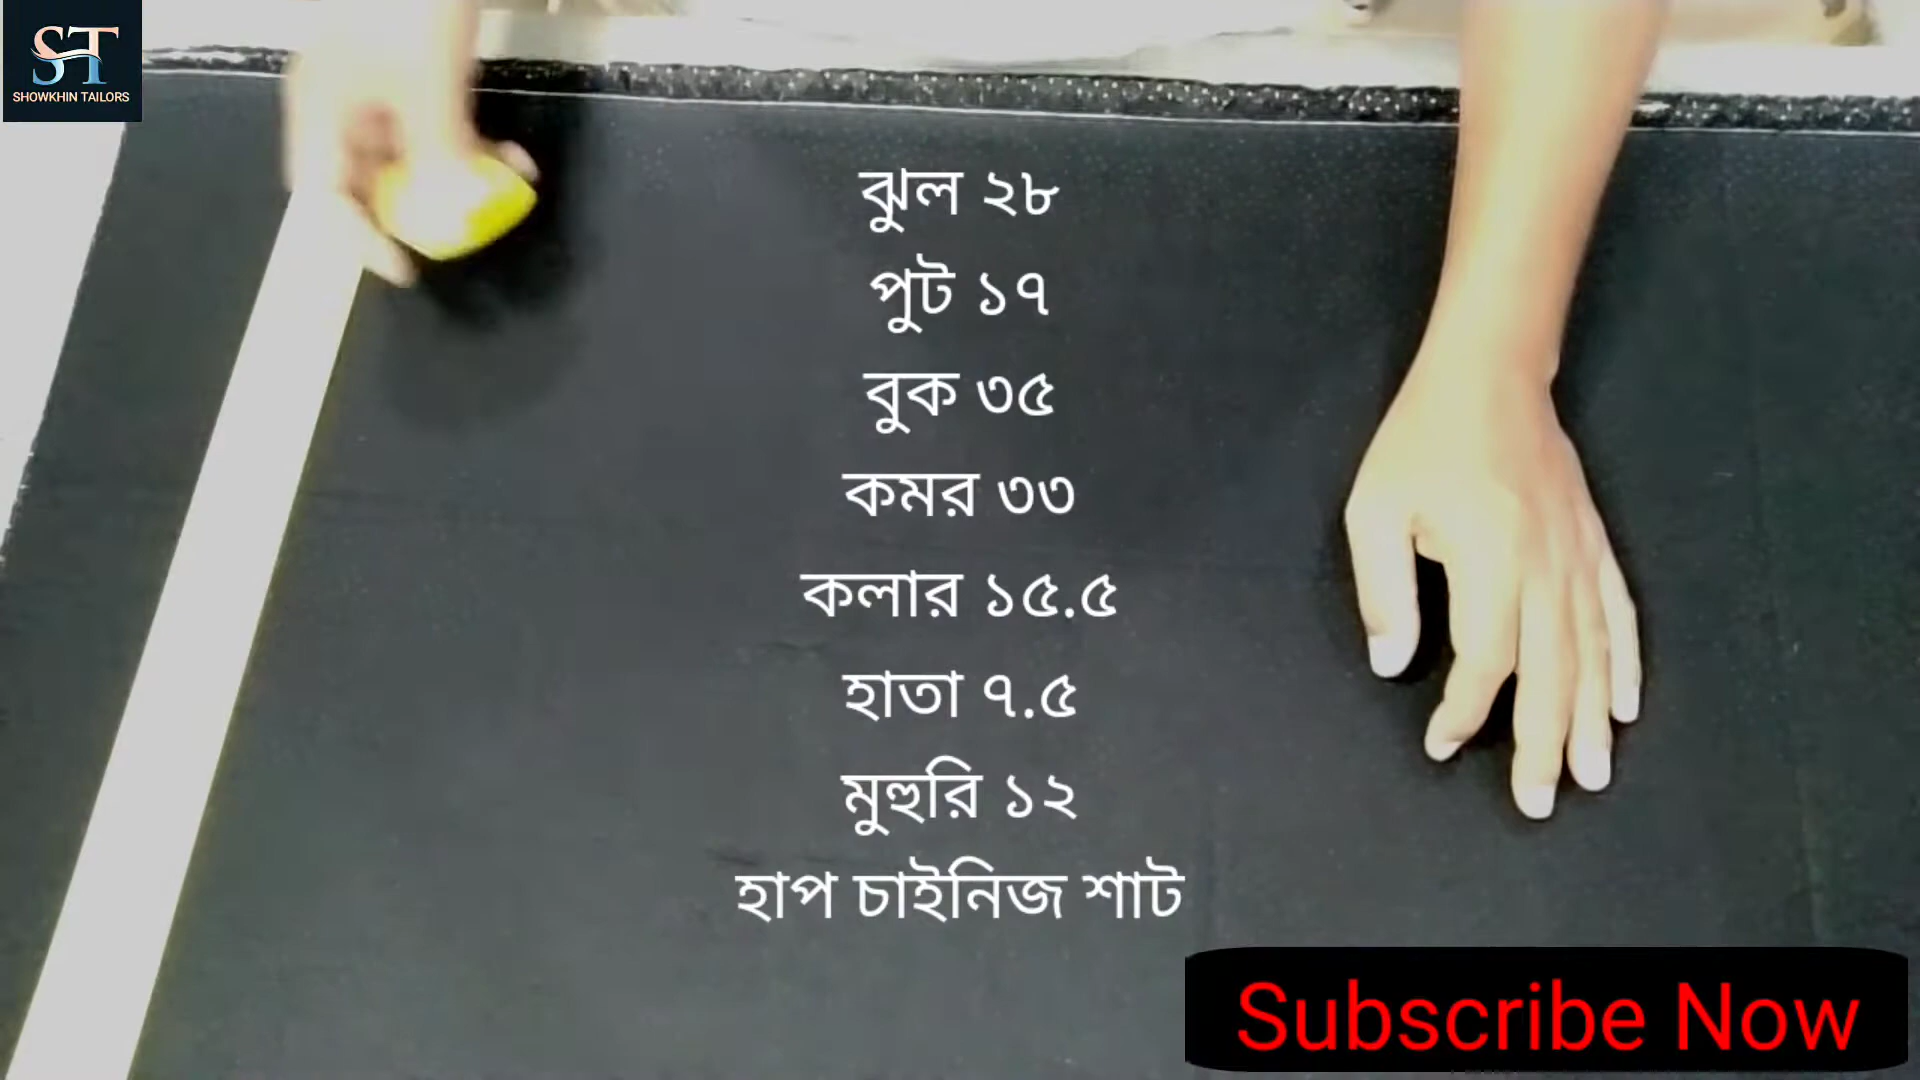 ST
SHOWKHIN TAILORS
ঝুল ২৮
পুট ১৭
বুক ৩৫
কমর ৩৩
কলার ১৫.৫
হাতা ৭.৫
মুহুরি ১২
হাপ চাইনিজ শাট
Subscribe Now